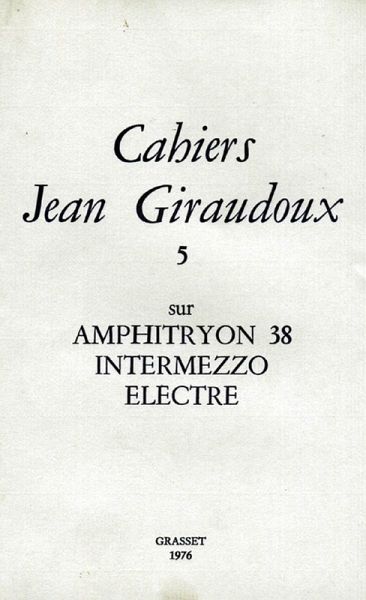 Cahiers
Jean Giraudoux
5
sur
AMPHITRYON 38
INTERMEZZO
ELECTRE
GRASSET
1976